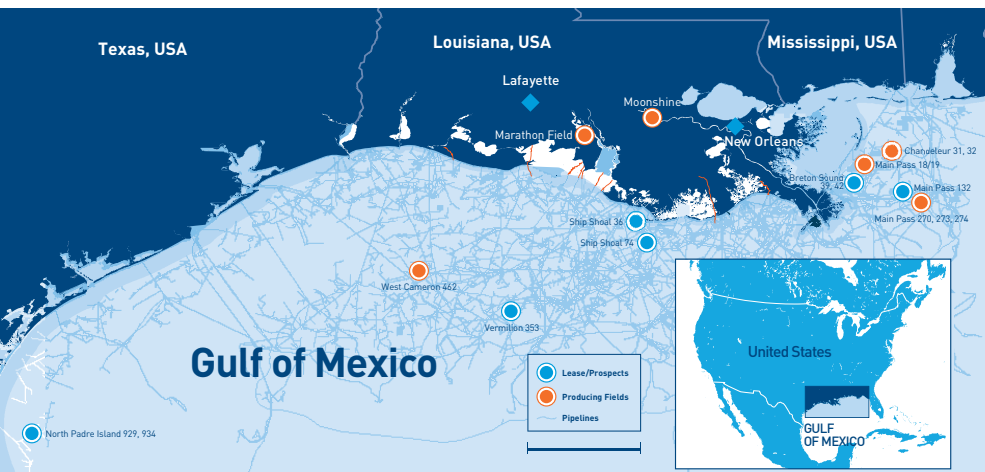 Texas, USA
Louisiana, USA
Mississippi, USA
Lafayette
Moonshine
Marathon Field
New Orleans
Chandeleur 31, 32
Main Pass 18/19
Breton Sound
39, 42
Main Pass 132
Main Pass 270, 273, 274
Ship Shoal 36
Ship Shoal 74
West Cameron 462
Vermilion 353
Gulf of Mexico
North Padre Island 929, 934
Lease/Prospects
Producing Fields
Pipelines
United States
GULF
OF MEXICO